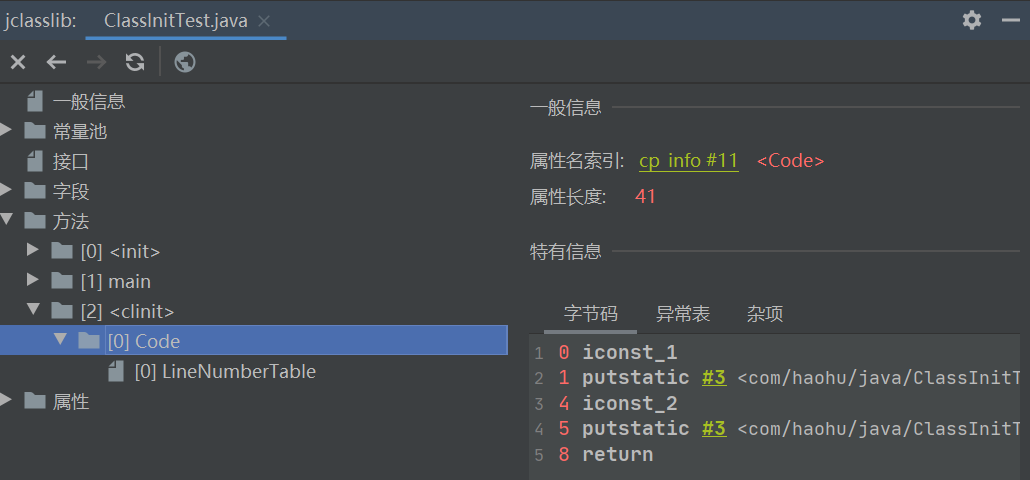 jclasslib: ClassInitTest.java
一般信息
常量池
接口
字段
方法
[0] <init>
[1] main
[2] <clinit>
[0] Code
[0] LineNumberTable
属性
一般信息
属性名索引: cp_info #11 <Code>
属性长度: 41
特有信息
字节码 异常表 杂项
1 0 iconst_1
2 1 putstatic #3 <com/haohu/java/ClassInitT
3 4 iconst_2
4 5 putstatic #3 <com/haohu/java/ClassInitT
5 8 return